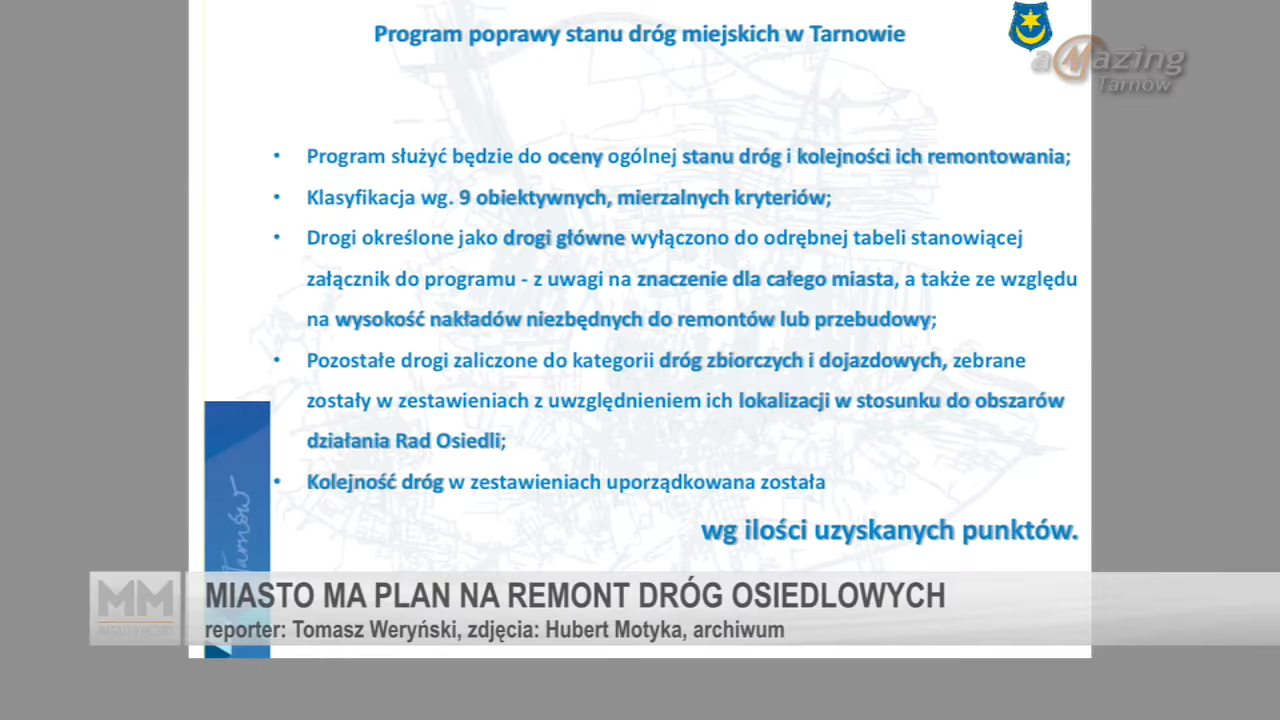 Program poprawy stanu dróg miejskich w Tarnowie
aMazing
Tarnów
• Program służyć będzie do oceny ogólnej stanu dróg i kolejności ich remontowania;
• Klasyfikacja wg. 9 obiektywnych, mierzalnych kryteriów;
• Drogi określone jako drogi główne wyłączono do odrębnej tabeli stanowiącej
załącznik do programu - z uwagi na znaczenie dla całego miasta, a także ze względu
na wysokość nakładów niezbędnych do remontów lub przebudowy;
• Pozostałe drogi zaliczone do kategorii dróg zbiorczych i dojazdowych, zebrane
zostały w zestawieniach z uwzględnieniem ich lokalizacji w stosunku do obszarów
działania Rad Osiedli;
• Kolejność dróg w zestawieniach uporządkowana została
wg ilości uzyskanych punktów.
Tarnów
MM
MIASTO MA PLAN NA REMONT DRÓG OSIEDLOWYCH
reporter: Tomasz Weryński, zdjęcia: Hubert Motyka, archiwum